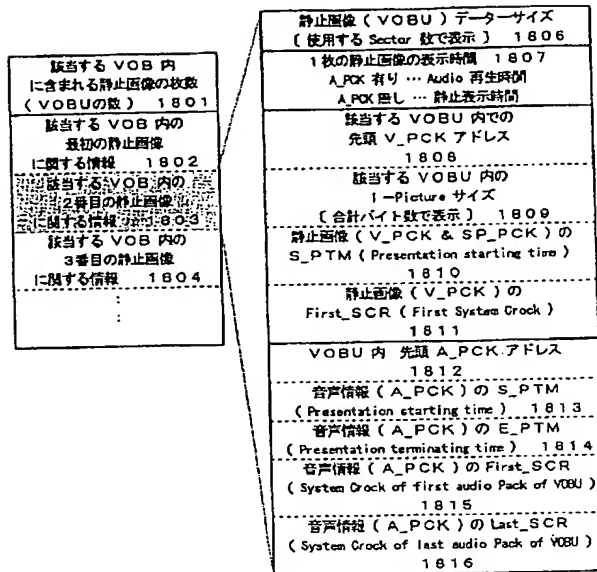 該当する VOB 内
に含まれる静止画像の枚数
( VOBUの数 ) 1801
該当する VOB 内の
最初の静止画像
に関する情報 1802
該当する VOB 内の
2番目の静止画像
関する情報 1803
該当する VOB 内の
3番目の静止画像
に関する情報 1804
:
静止画像 ( VOBU ) データーサイズ
[ 使用する Sector 数で表示 ] 1806
1枚の静止画像の表示時間 1807
A_PCK 有り … Audio 再生時間
A_PCK 無し … 静止表示時間
該当する VOBU 内での
先頭 V_PCK アドレス
1808
該当する VOBU 内の
I-Picture サイズ
[ 合計バイト数で表示 ] 1809
静止画像 ( V_PCK & SP_PCK ) の
S_PTM ( Presentation starting time )
1810
静止画像 ( V_PCK ) の
First_SCR ( First System Crock )
1811
VOBU 内 先頭 A_PCK アドレス
1812
音声情報 ( A_PCK ) の S_PTM
( Presentation starting time ) 1813
音声情報 ( A_PCK ) の E_PTM
( Presentation terminating time ) 1814
音声情報 ( A_PCK ) の First_SCR
( System Crock of first audio Pack of VOBU )
1815
音声情報 ( A_PCK ) の Last_SCR
( System Crock of last audio Pack of VOBU )
1816